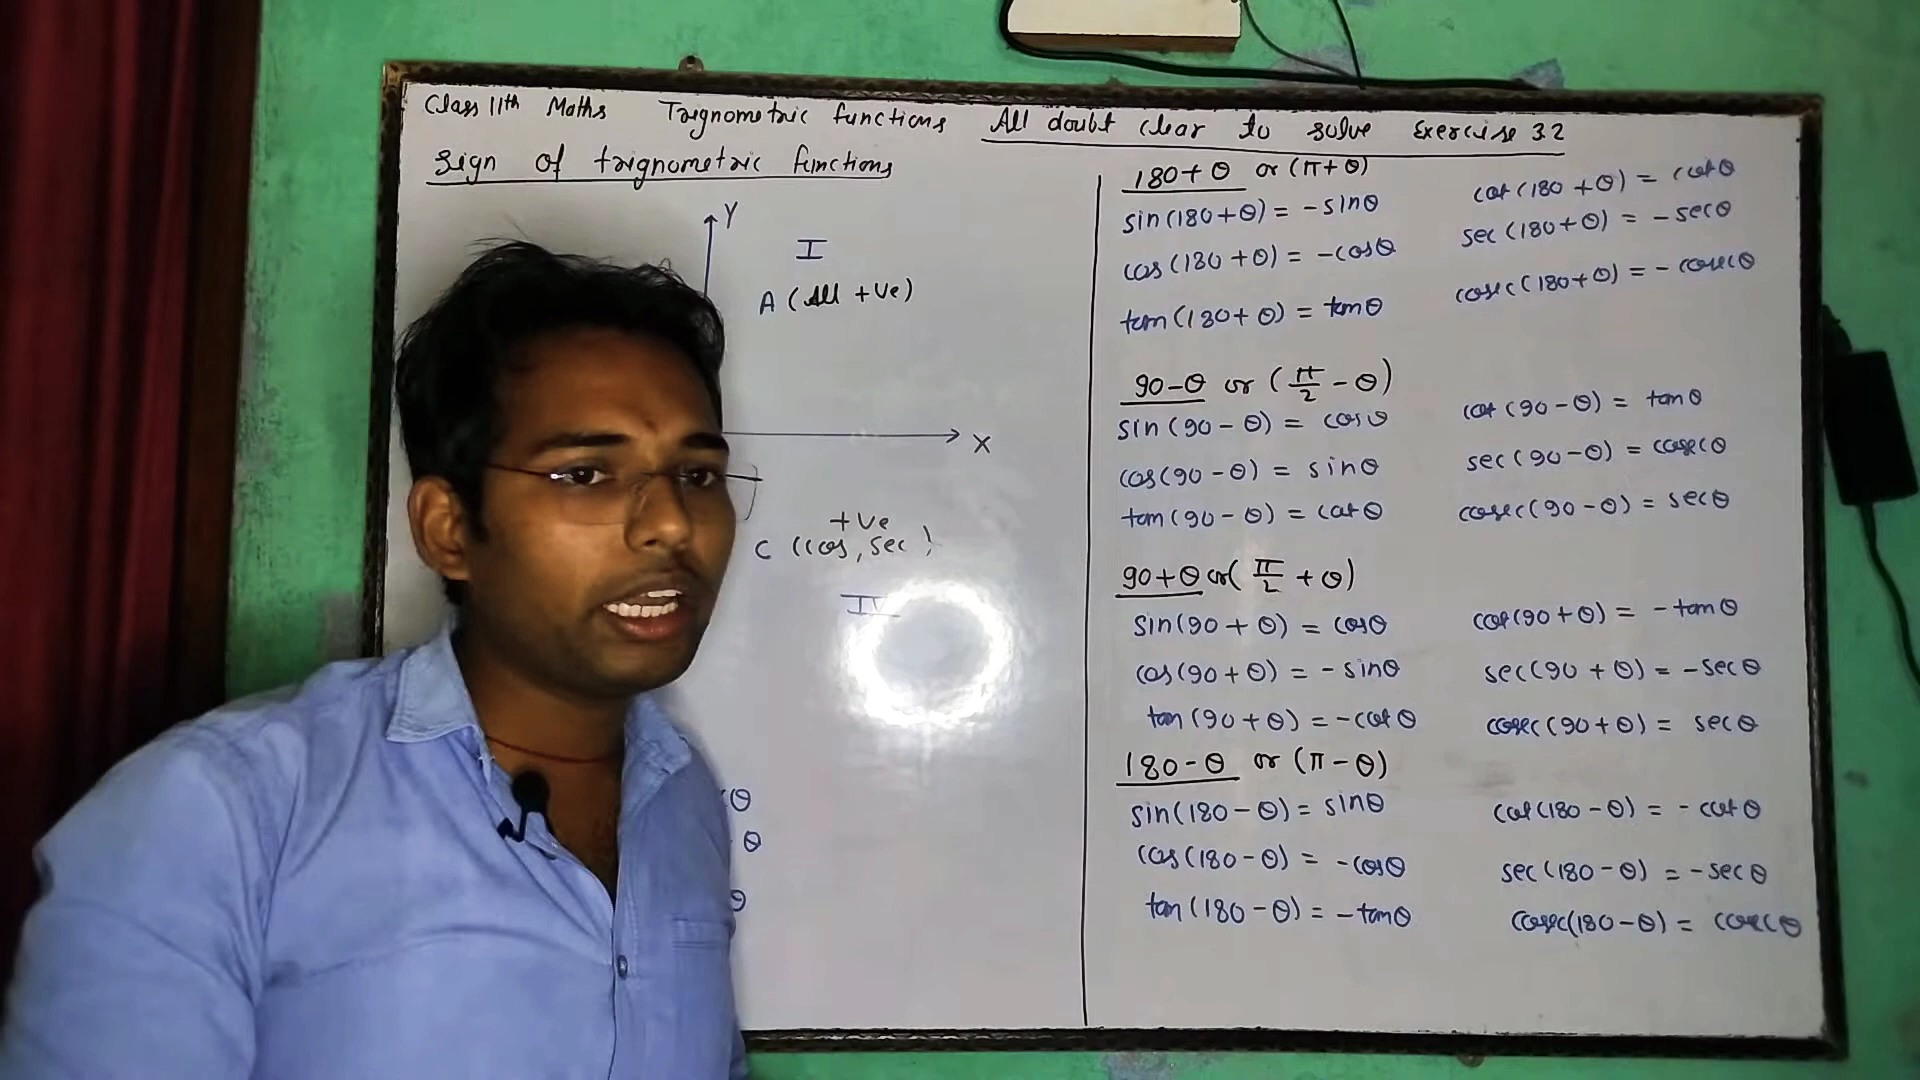 Class 11th Maths Trignometric functions All doubt clear to solve Exercise 3.2
Sign of trignometric functions
Y
I
A (All +Ve)
X
+Ve
C (cos, sec)
IV
θ
θ
θ
180+θ or (π+θ)
sin(180+θ) = -sinθ
cos(180+θ) = -cosθ
tan(180+θ) = tanθ
cot(180+θ) = cotθ
sec(180+θ) = -secθ
cosec(180+θ) = -cosecθ
90-θ or (π/2 - θ)
sin(90-θ) = cosθ
cos(90-θ) = sinθ
tan(90-θ) = cotθ
cot(90-θ) = tanθ
sec(90-θ) = cosecθ
cosec(90-θ) = secθ
90+θ or (π/2 + θ)
sin(90+θ) = cosθ
cos(90+θ) = -sinθ
tan(90+θ) = -cotθ
cot(90+θ) = -tanθ
sec(90+θ) = -secθ
cosec(90+θ) = secθ
180-θ or (π-θ)
sin(180-θ) = sinθ
cos(180-θ) = -cosθ
tan(180-θ) = -tanθ
cot(180-θ) = -cotθ
sec(180-θ) = -secθ
cosec(180-θ) = cosecθ